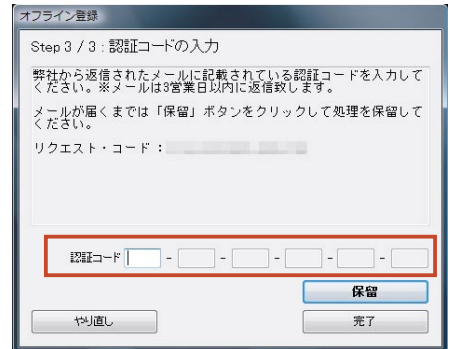 オフライン登録
Step 3 / 3 : 認証コードの入力
弊社から返信されたメールに記載されている認証コードを入力して
ください。※メールは3営業日以内に返信致します。
メールが届くまでは「保留」ボタンをクリックして処理を保留して
ください。
リクエスト・コード :
認証コード - - - - -
保留
やり直し 完了